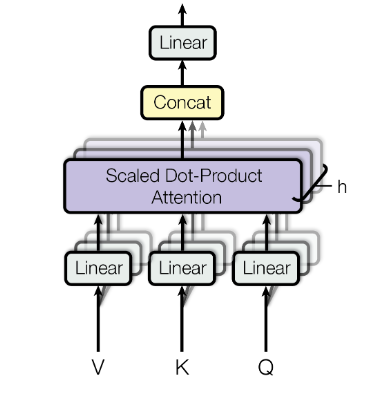 Linear
Concat
Scaled Dot-Product
Attention
h
Linear Linear Linear
V K Q